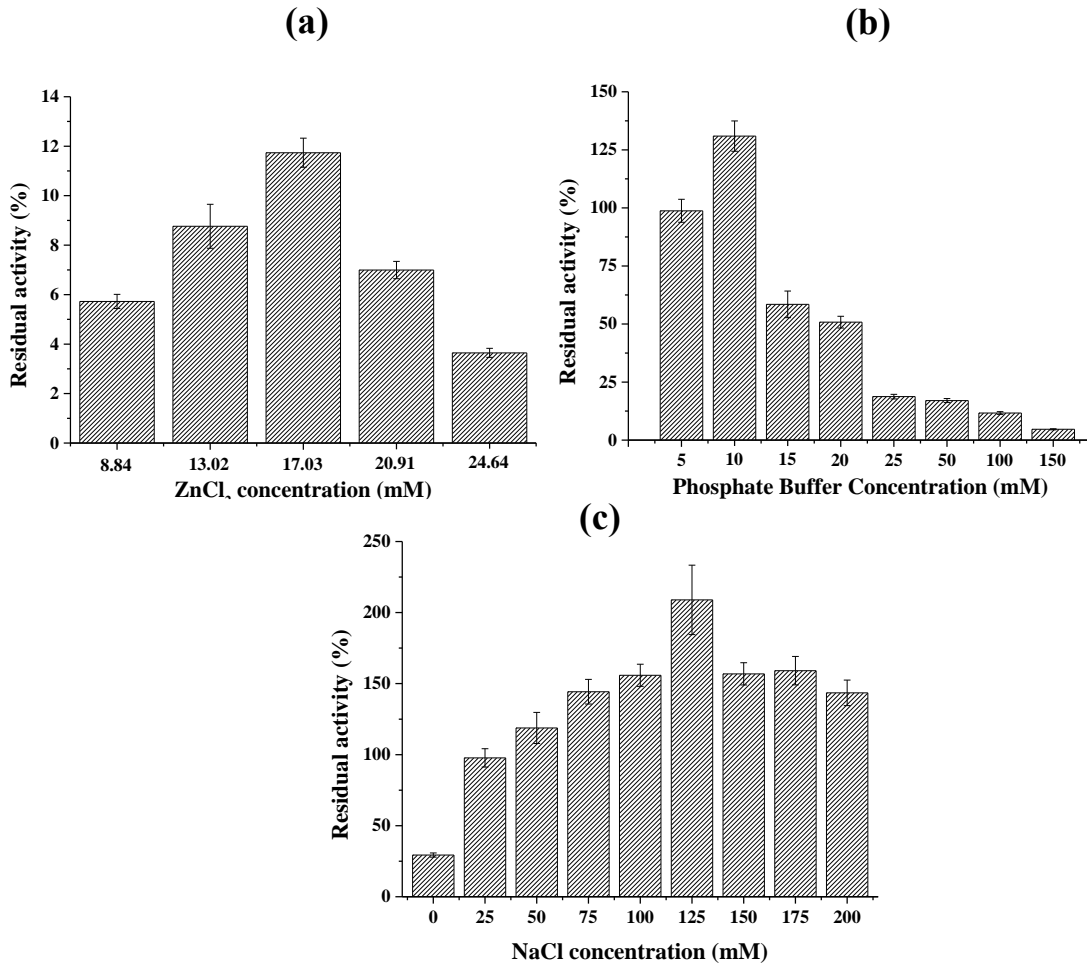 (a)
(b)
14
12
10
8
6
4
2
0
Residual activity (%)
8.84 13.02 17.03 20.91 24.64
ZnCl, concentration (mM)
150
125
100
75
50
25
0
Residual activity (%)
5 10 15 20 25 50 100 150
Phosphate Buffer Concentration (mM)
(c)
250
200
150
100
50
0
Residual activity (%)
0 25 50 75 100 125 150 175 200
NaCl concentration (mM)